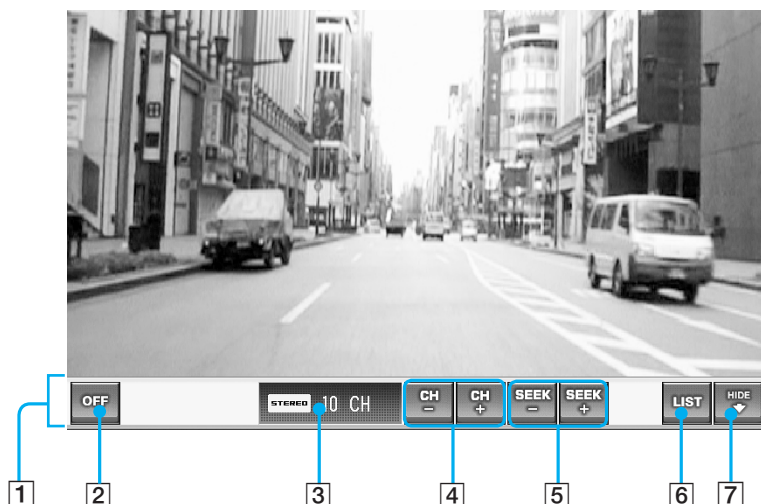 OFF
STEREO 10 CH
CH −
CH +
SEEK −
SEEK +
LIST
HIDE
1 2 3 4 5 6 7